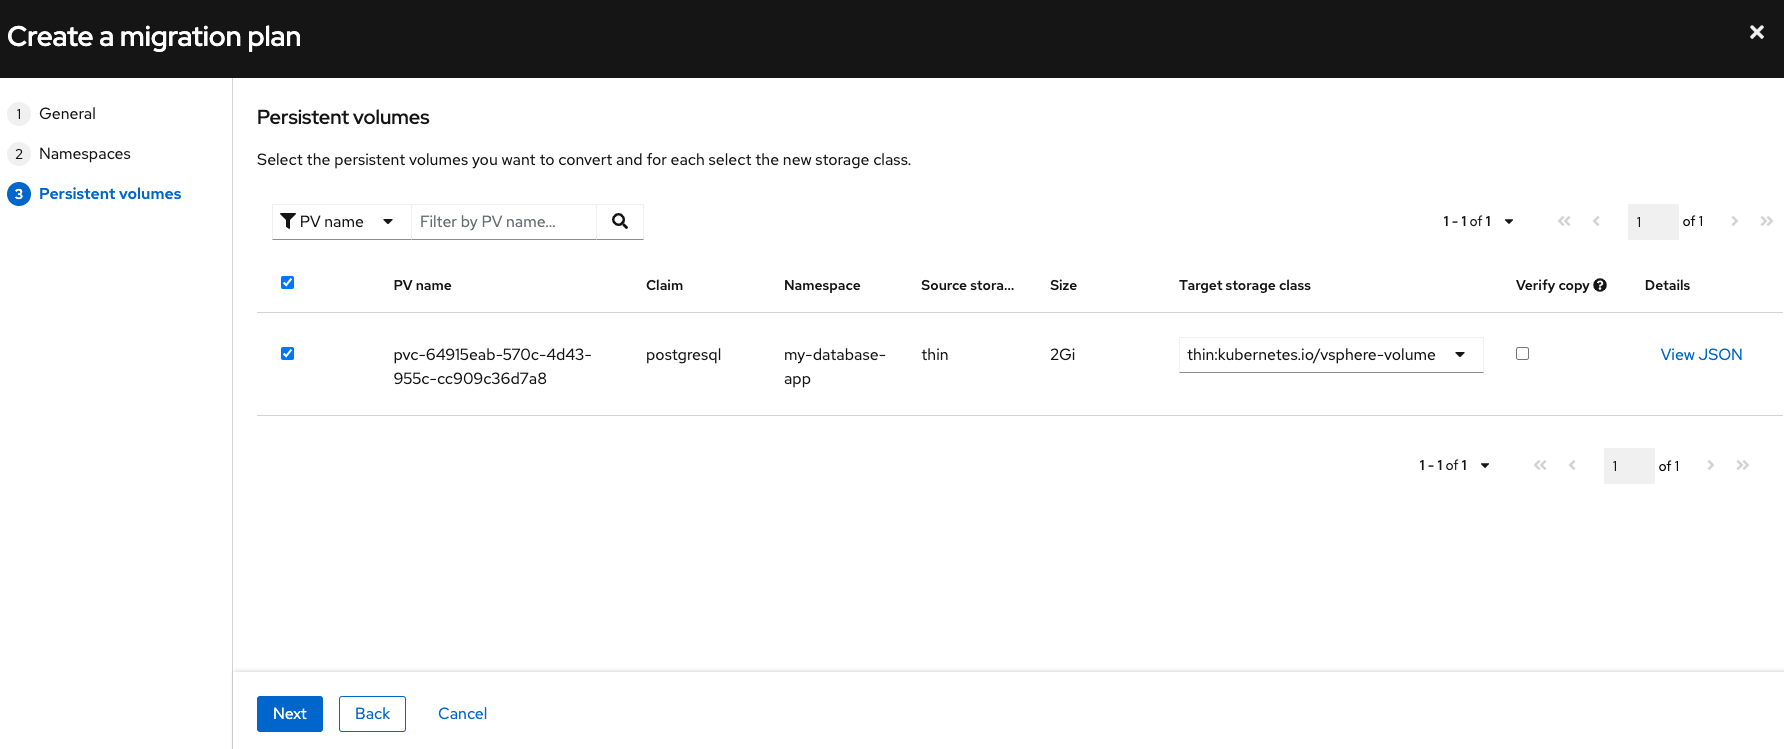 Create a migration plan
1 General
2 Namespaces
3 Persistent volumes
Persistent volumes
Select the persistent volumes you want to convert and for each select the new storage class.
PV name Filter by PV name...
1 - 1 of 1 1 of 1
PV name Claim Namespace Source stora... Size Target storage class Verify copy Details
pvc-64915eab-570c-4d43- postgresql my-database- thin 2Gi thin:kubernetes.io/vsphere-volume View JSON
955c-cc909c36d7a8 app
1 - 1 of 1 1 of 1
Next Back Cancel